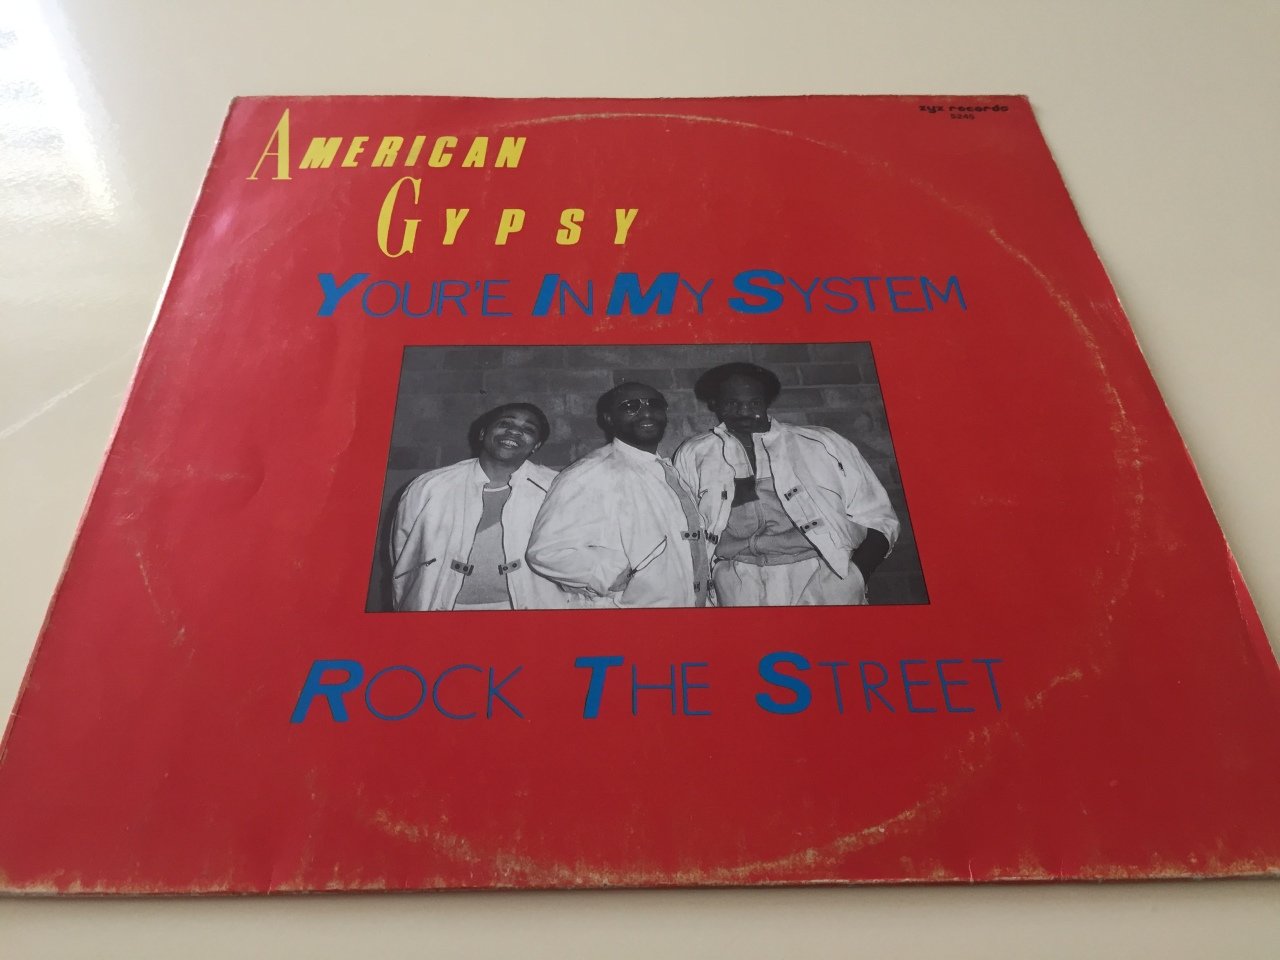 zyx records
5245
AMERICAN
GYPSY
YOUR'E IN MY SYSTEM
ROCK THE STREET